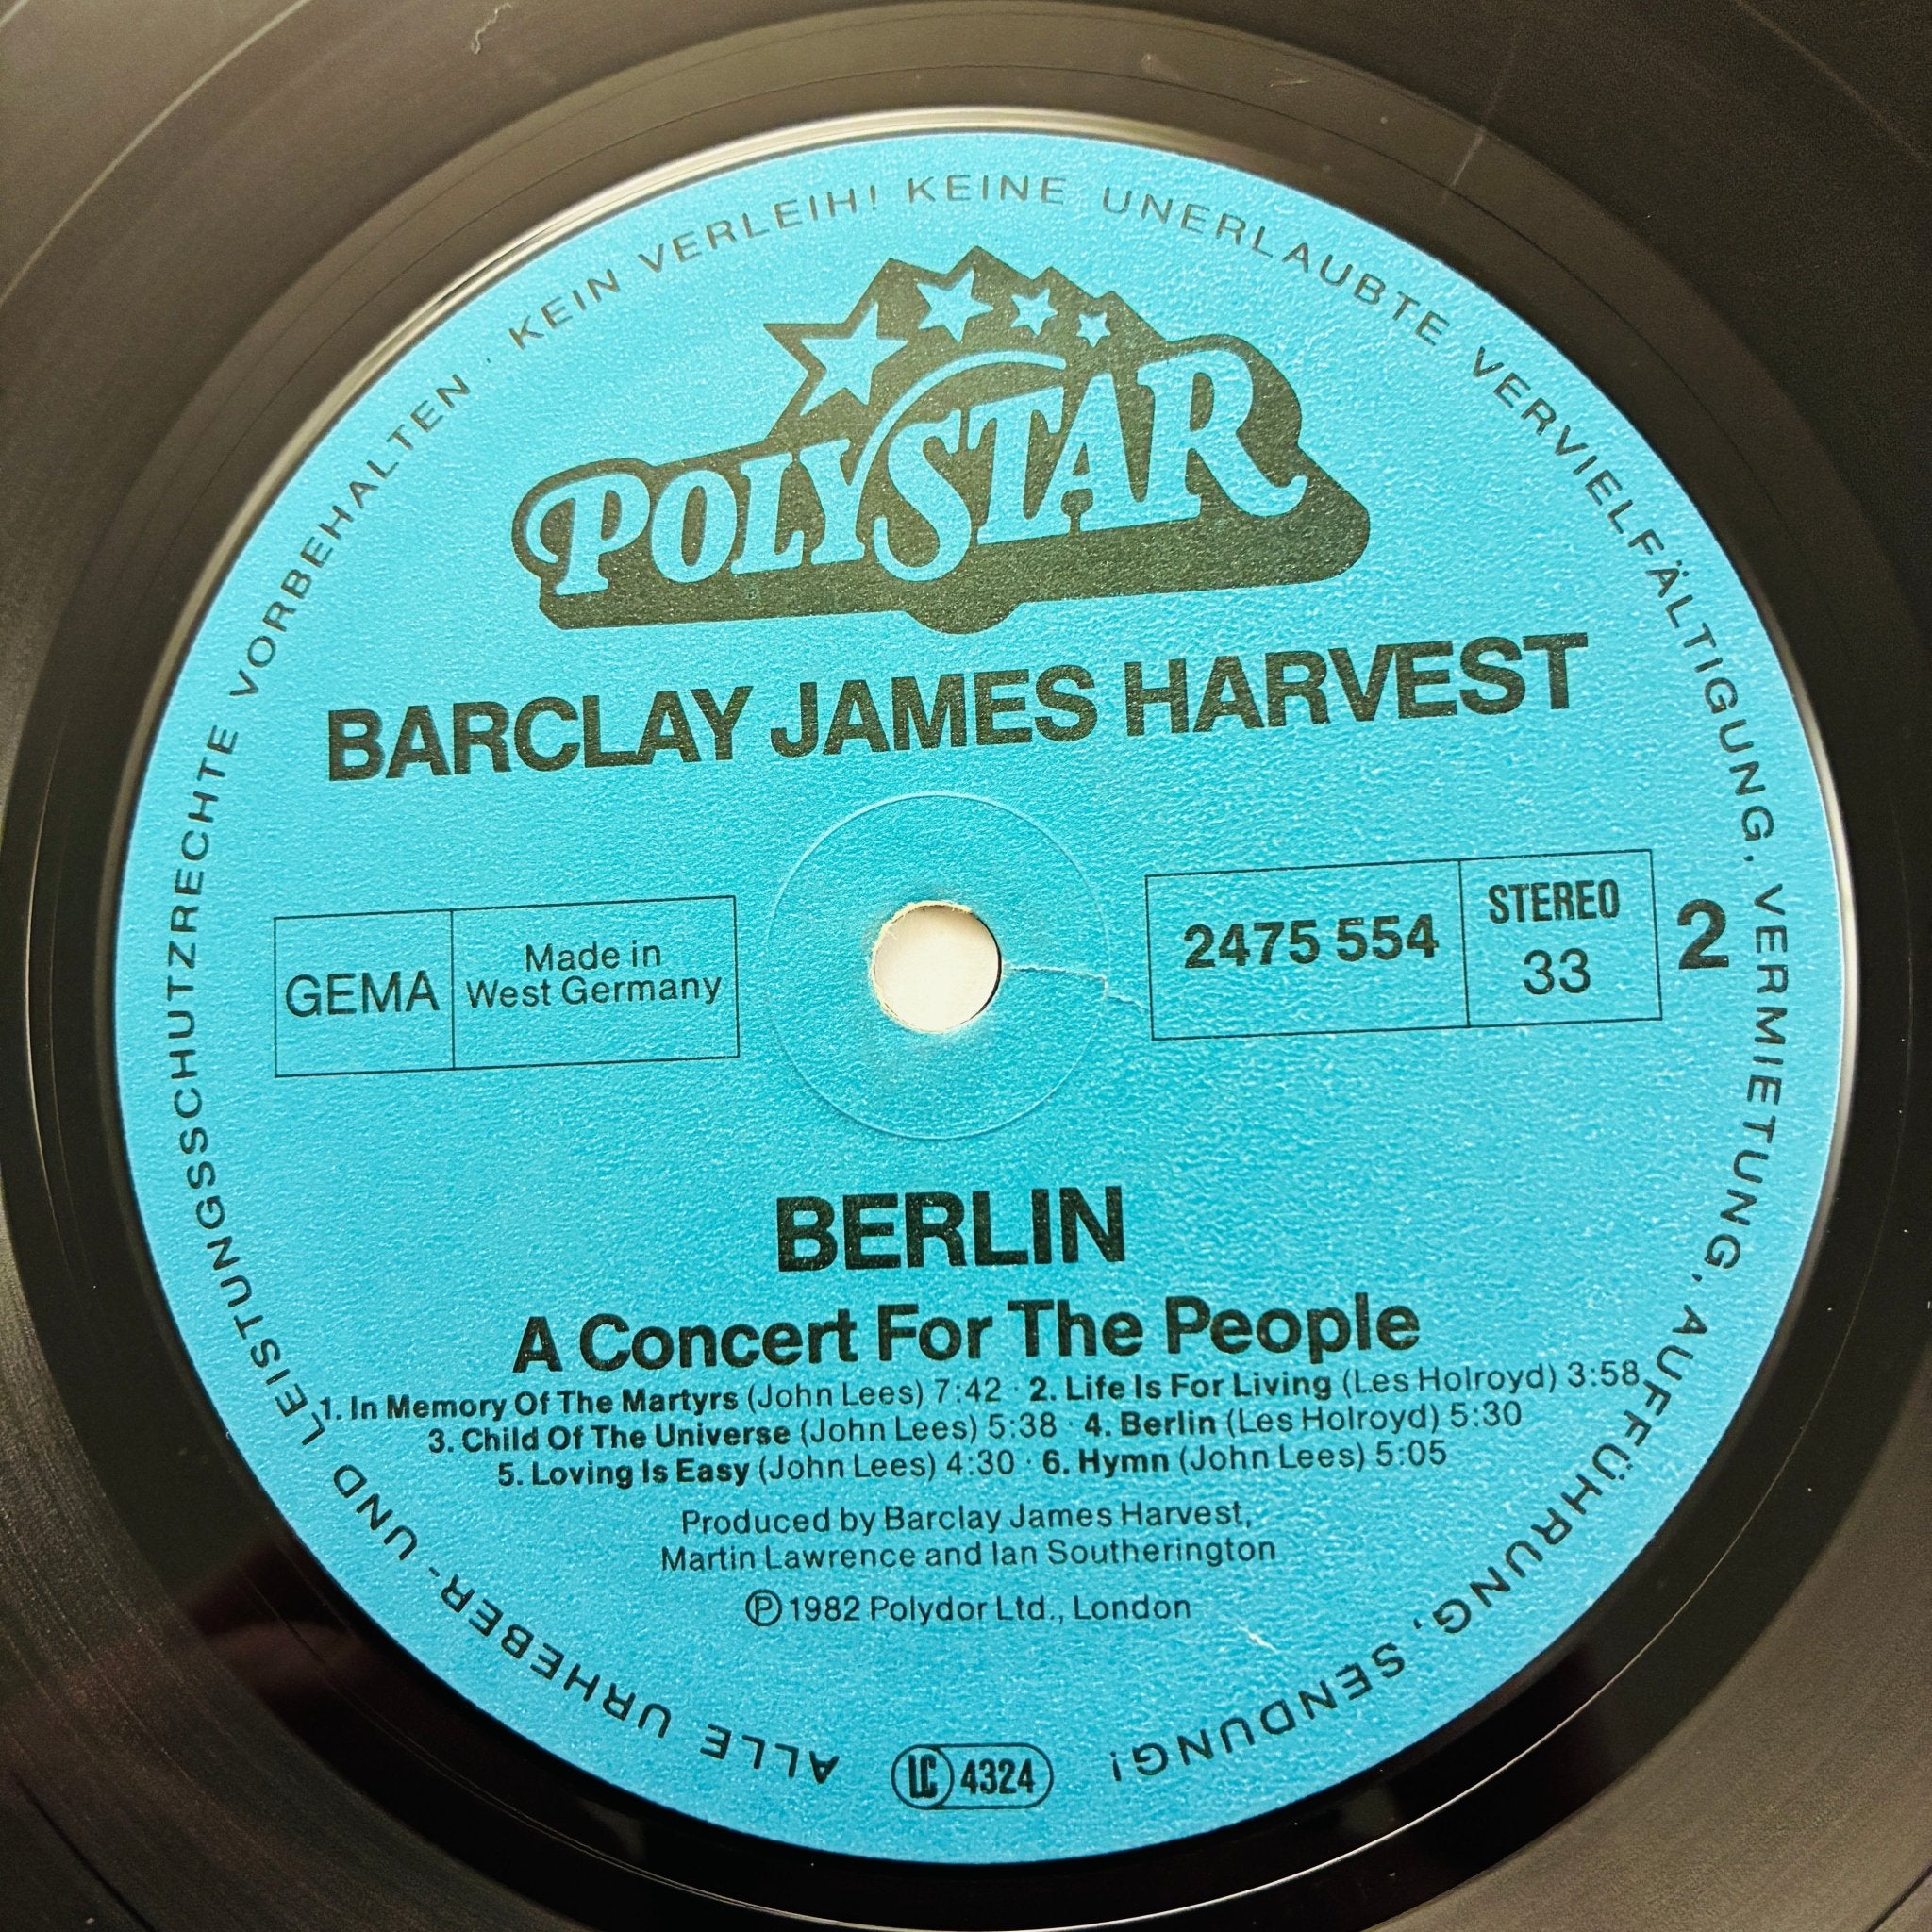 ALLE URHEBER- UND LEISTUNGSSCHUTZRECHTE VORBEHALTEN · KEIN VERLEIH! KEINE UNERLAUBTE VERVIELFÄLTIGUNG, VERMIETUNG, AUFFÜHRUNG, SENDUNG!
POLYSTAR
BARCLAY JAMES HARVEST
GEMA
Made in
West Germany
2475 554
STEREO
33
2
BERLIN
A Concert For The People
1. In Memory Of The Martyrs (John Lees) 7:42 · 2. Life Is For Living (Les Holroyd) 3:58
3. Child Of The Universe (John Lees) 5:38 · 4. Berlin (Les Holroyd) 5:30
5. Loving Is Easy (John Lees) 4:30 · 6. Hymn (John Lees) 5:05
Produced by Barclay James Harvest,
Martin Lawrence and Ian Southerington
Ⓟ 1982 Polydor Ltd., London
LC 4324